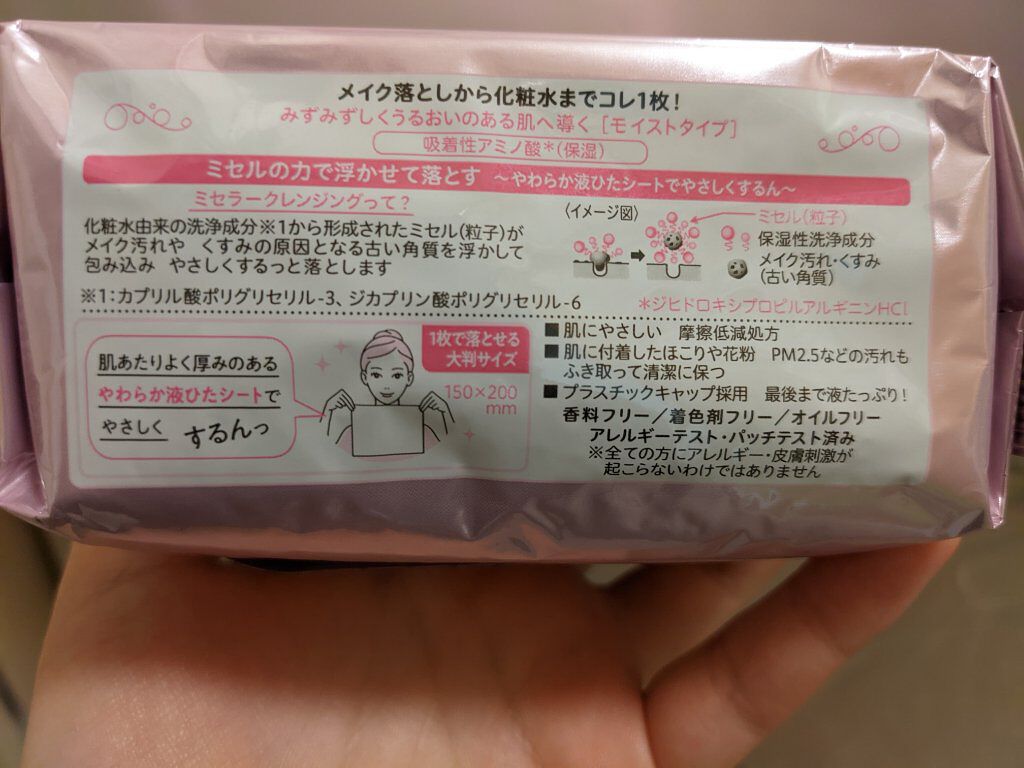 メイク落としから化粧水までコレ1枚!
みずみずしくうるおいのある肌へ導く［モイストタイプ］
吸着性アミノ酸*(保湿)
ミセルの力で浮かせて落とす ～やわらか液ひたシートでやさしくするん～
ミセラークレンジングって?
化粧水由来の洗浄成分※1から形成されたミセル(粒子)が
メイク汚れや くすみの原因となる古い角質を浮かして
包み込み やさしくするっと落とします
※1:カプリル酸ポリグリセリル-3、ジカプリン酸ポリグリセリル-6
〈イメージ図〉
ミセル(粒子)
保湿性洗浄成分
メイク汚れ・くすみ
(古い角質)
*ジヒドロキシプロピルアルギニンHCl
肌あたりよく厚みのある
やわらか液ひたシートで
やさしく するんっ
1枚で落とせる
大判サイズ
150×200
mm
■肌にやさしい 摩擦低減処方
■肌に付着したほこりや花粉 PM2.5などの汚れも
ふき取って清潔に保つ
■プラスチックキャップ採用 最後まで液たっぷり!
香料フリー／着色剤フリー／オイルフリー
アレルギーテスト・パッチテスト済み
※全ての方にアレルギー・皮膚刺激が
起こらないわけではありません